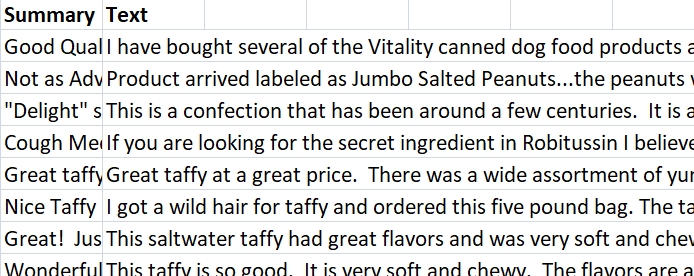 Summary Text
Good Qual I have bought several of the Vitality canned dog food products a
Not as Adv Product arrived labeled as Jumbo Salted Peanuts...the peanuts
"Delight" s This is a confection that has been around a few centuries.  It is a
Cough Me If you are looking for the secret ingredient in Robitussin I believe
Great taffy Great taffy at a great price.  There was a wide assortment of yu
Nice Taffy I got a wild hair for taffy and ordered this five pound bag. The ta
Great!  Jus This saltwater taffy had great flavors and was very soft and chev
Wonderful This taffy is so good.  It is very soft and chewy.  The flavors are a